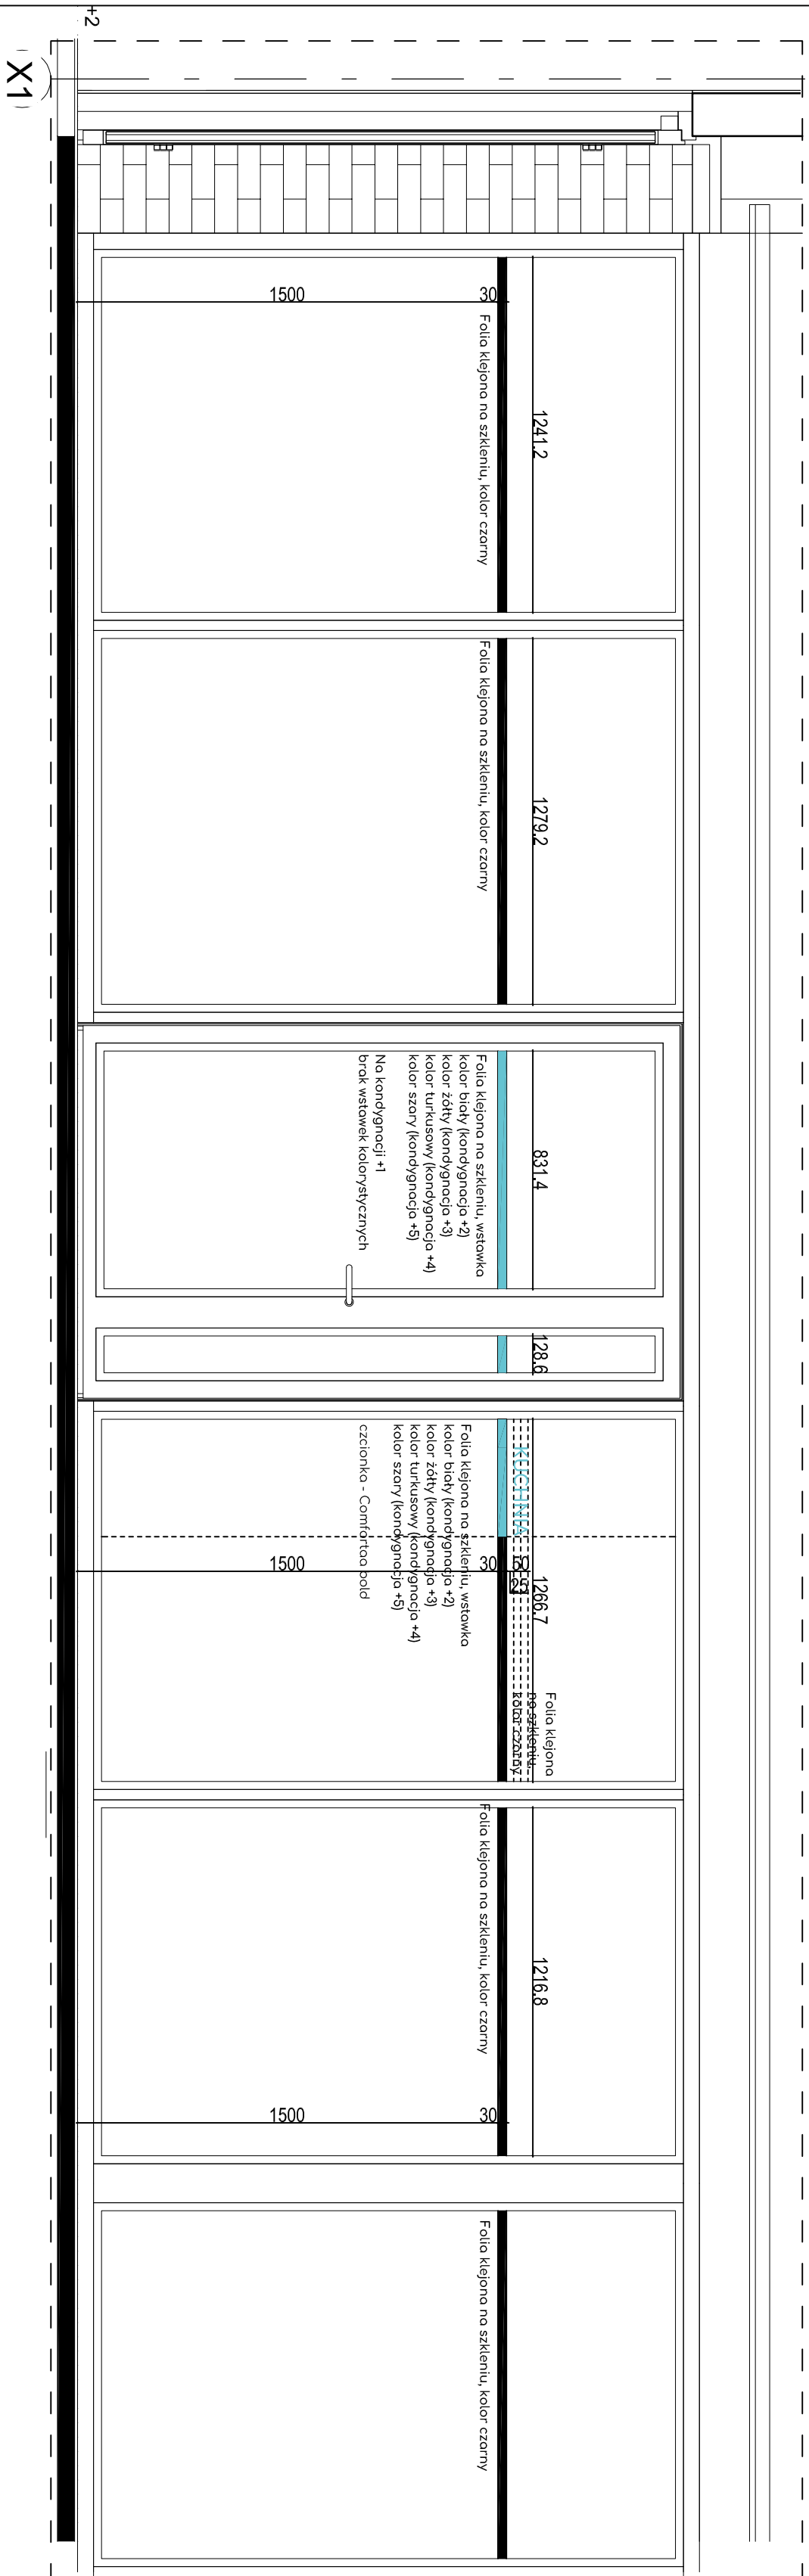 +2
X1
1500
30
Folia klejona na szkleniu, kolor czarny
1241,2
Folia klejona na szkleniu, kolor czarny
1279,2
Folia klejona na szkleniu, wstawka
kolor biały (kondygnacja +2)
kolor żółty (kondygnacja +3)
kolor turkusowy (kondygnacja +4)
kolor szary (kondygnacja +5)
Na kondygnacji +1
brak wstawek kolorystycznych
831,4
128,6
KUCHNIA
Folia klejona na szkleniu, wstawka
kolor biały (kondygnacja +2)
kolor żółty (kondygnacja +3)
kolor turkusowy (kondygnacja +4)
kolor szary (kondygnacja +5)
czcionka - Comfortaa bold
1500
30
1266,7
Folia klejona
na szkleniu,
kolor czarny
Folia klejona na szkleniu, kolor czarny
1216,8
1500
30
Folia klejona na szkleniu, kolor czarny